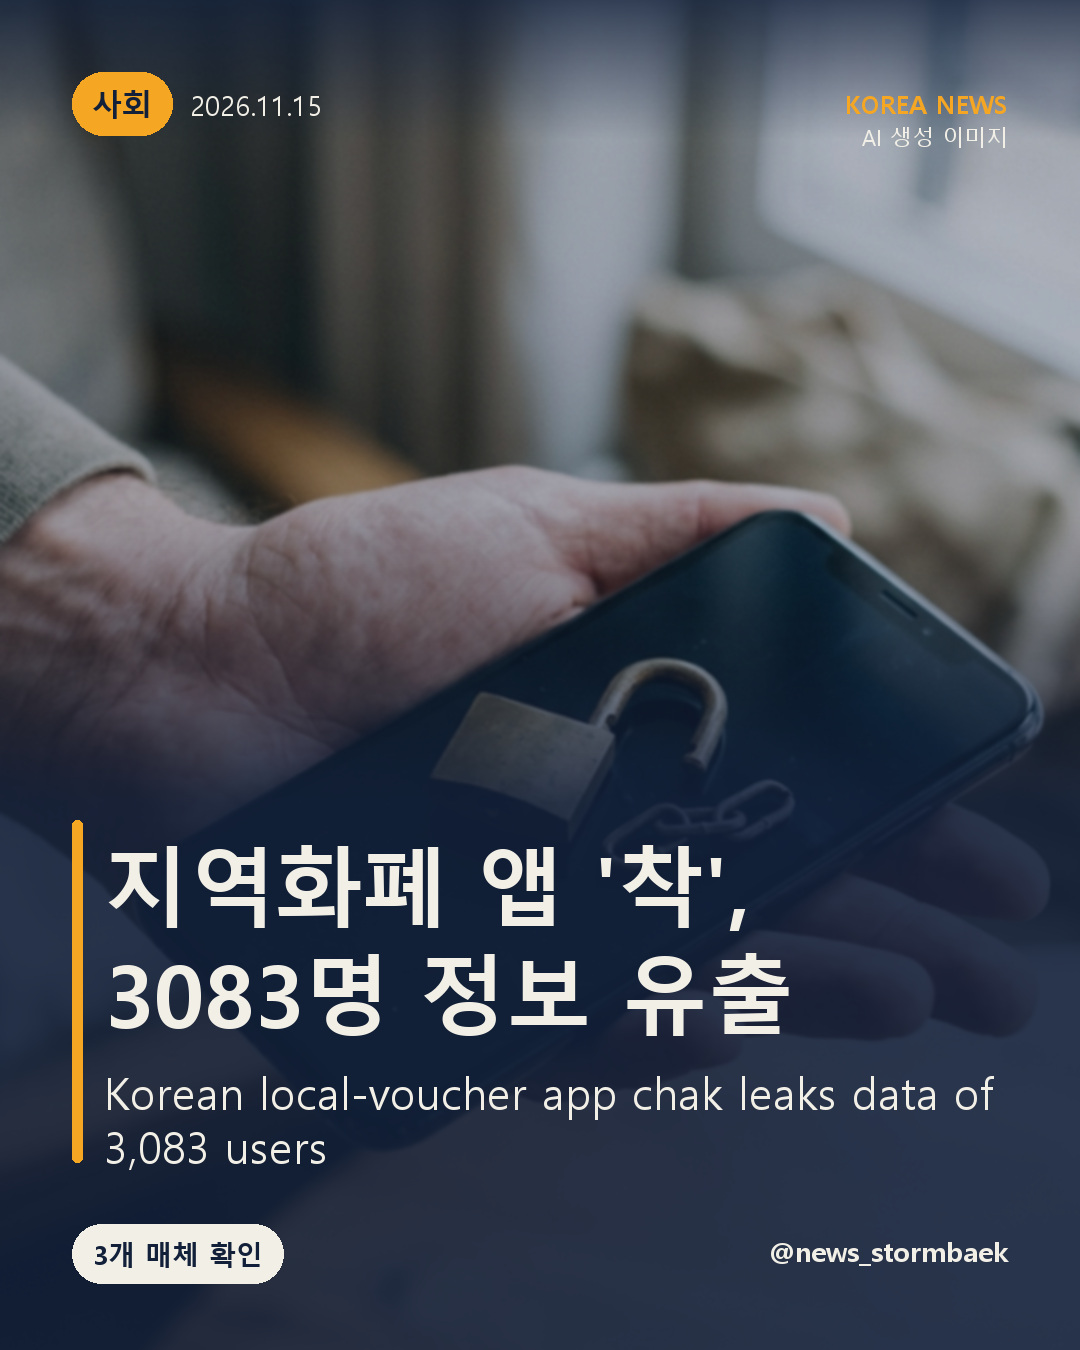 사회
2026.11.15
KOREA NEWS
AI 생성 이미지
지역화폐 앱 '착',
3083명 정보 유출
Korean local-voucher app chak leaks data of
3,083 users
3개 매체 확인
@news_stormbaek